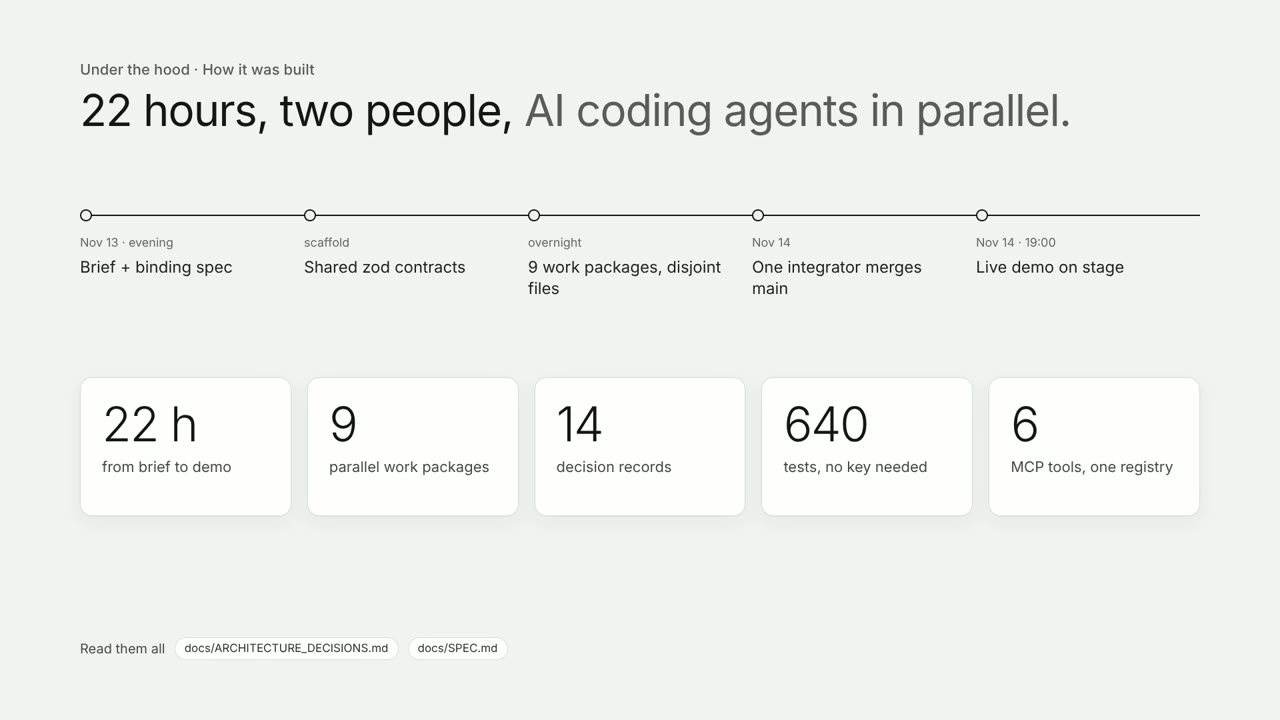 Under the hood · How it was built
22 hours, two people, AI coding agents in parallel.
Nov 13 · evening
Brief + binding spec
scaffold
Shared zod contracts
overnight
9 work packages, disjoint
files
Nov 14
One integrator merges
main
Nov 14 · 19:00
Live demo on stage
22 h
from brief to demo
9
parallel work packages
14
decision records
640
tests, no key needed
6
MCP tools, one registry
Read them all docs/ARCHITECTURE_DECISIONS.md docs/SPEC.md